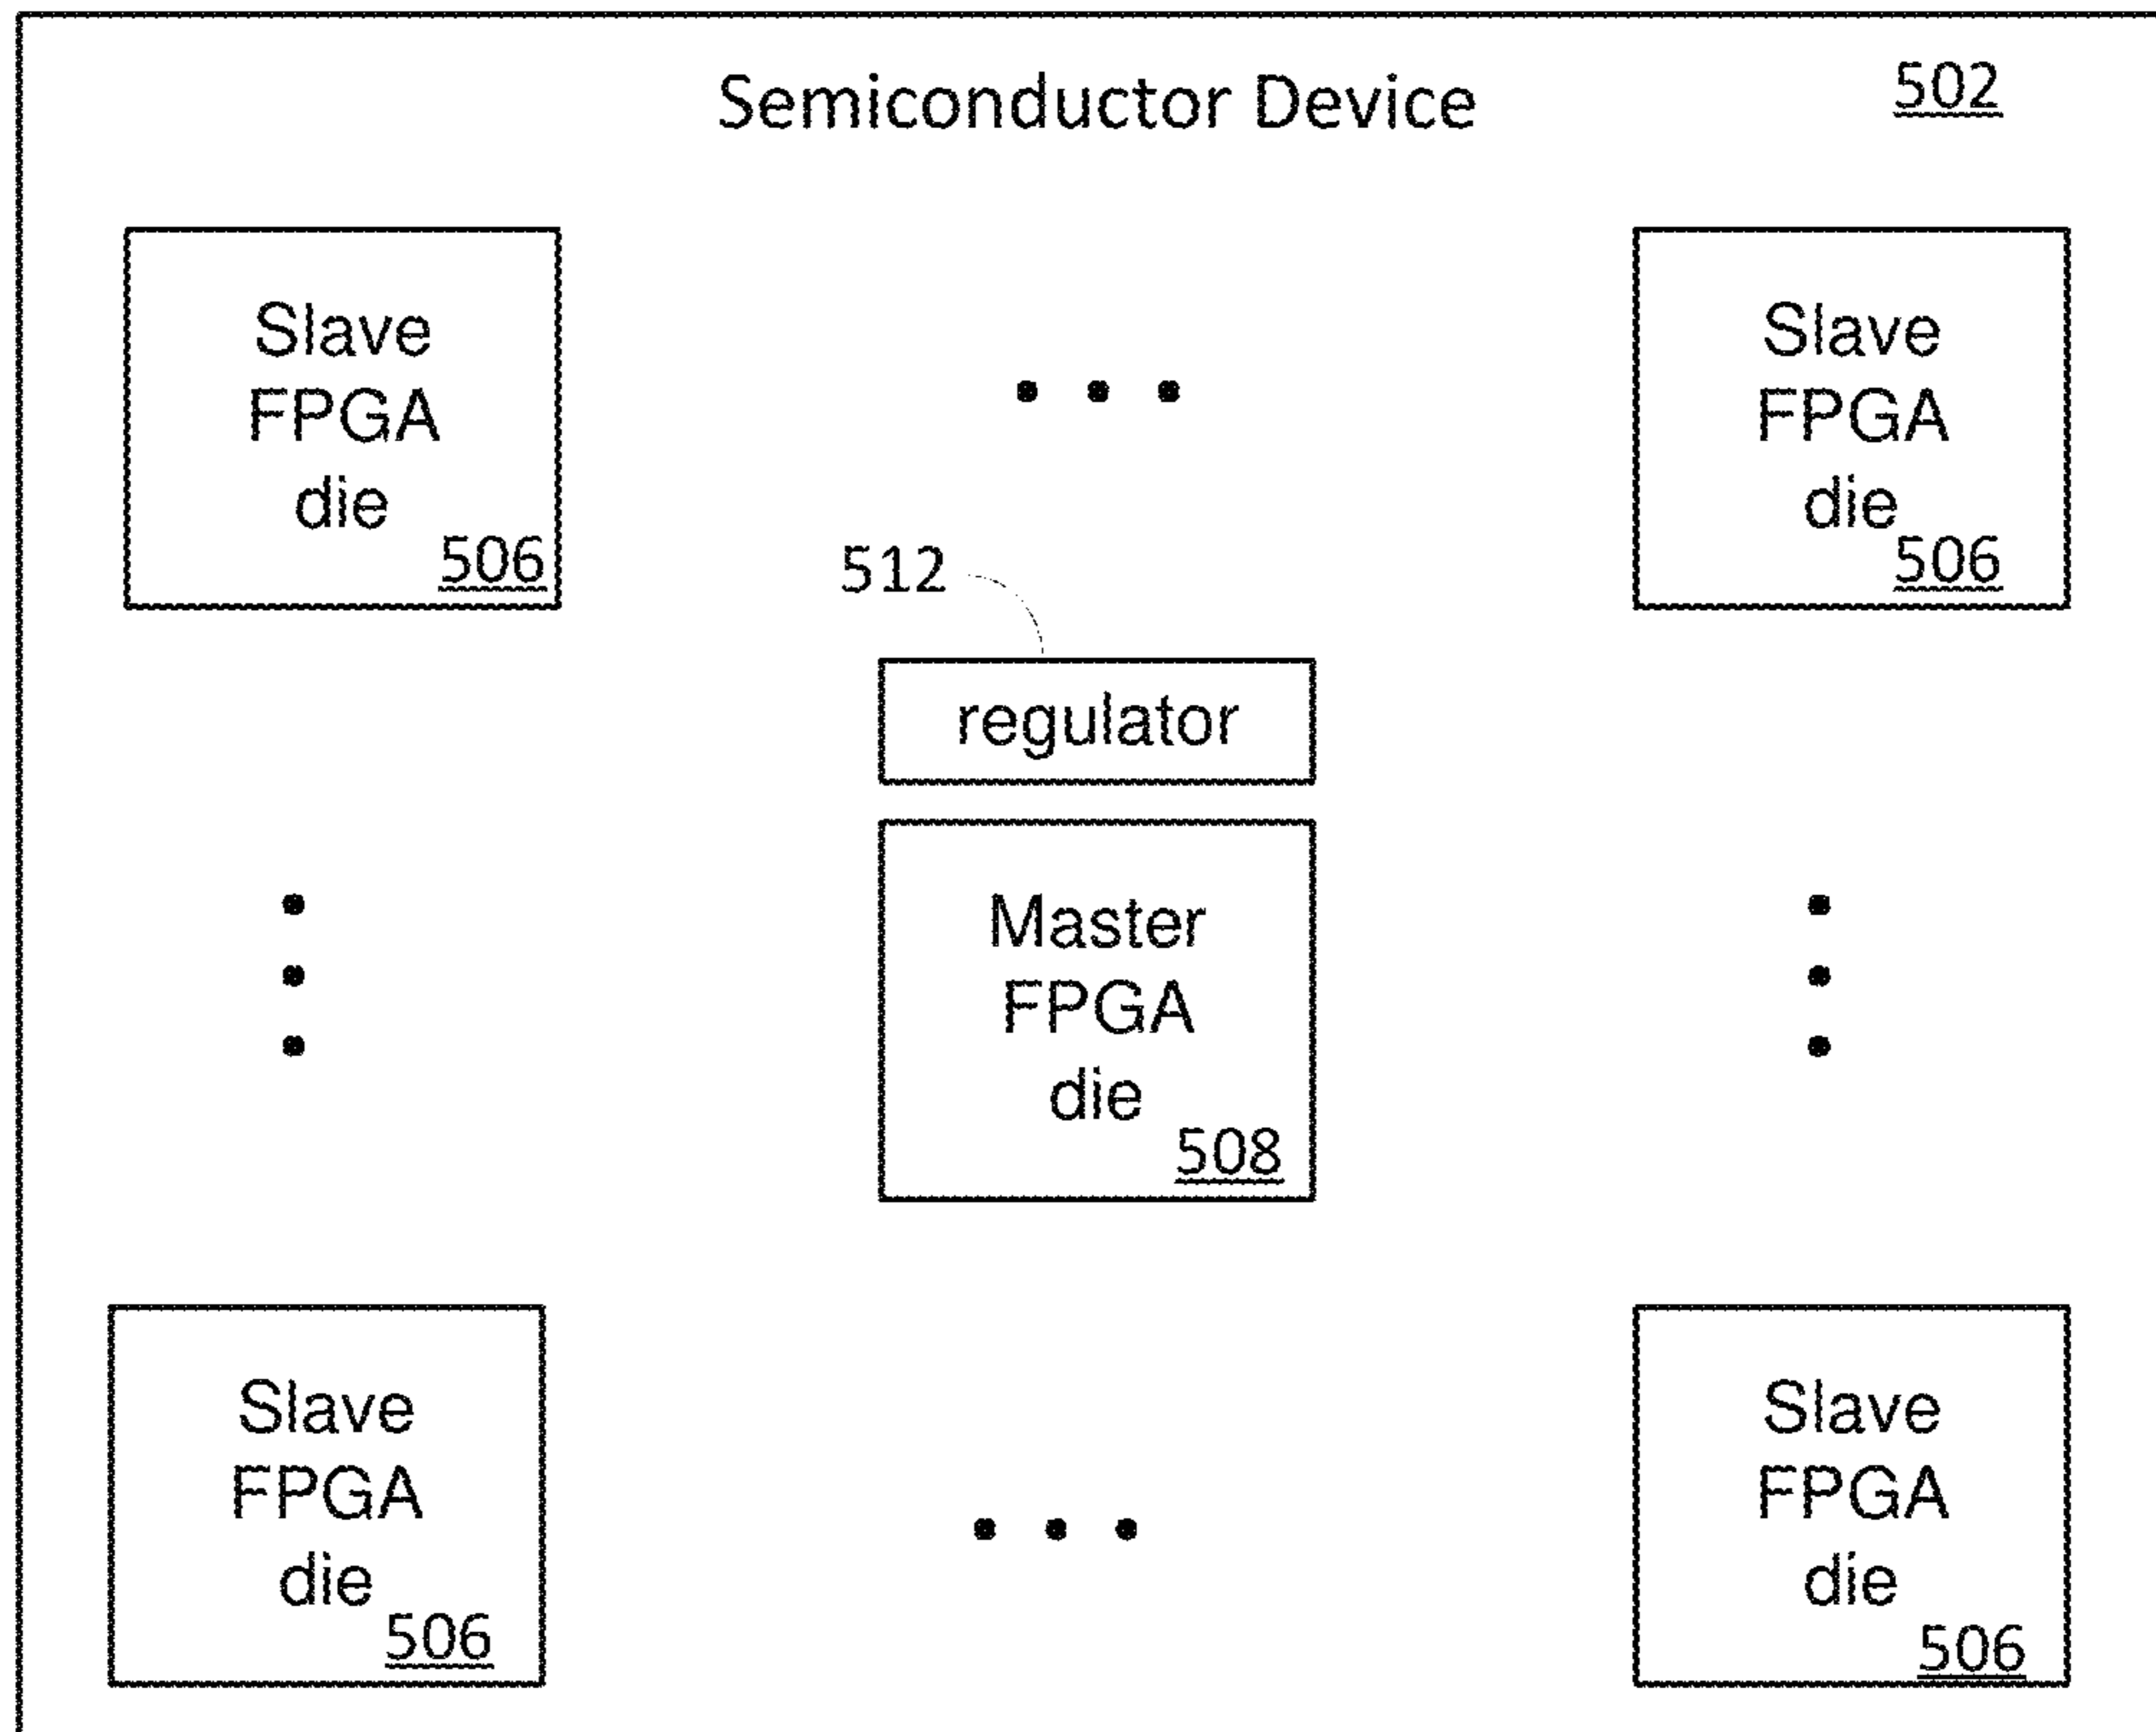 Semiconductor Device
502
Slave
FPGA
die
506
Slave
FPGA
die
506
512
regulator
Master
FPGA
die
508
Slave
FPGA
die
506
Slave
FPGA
die
506